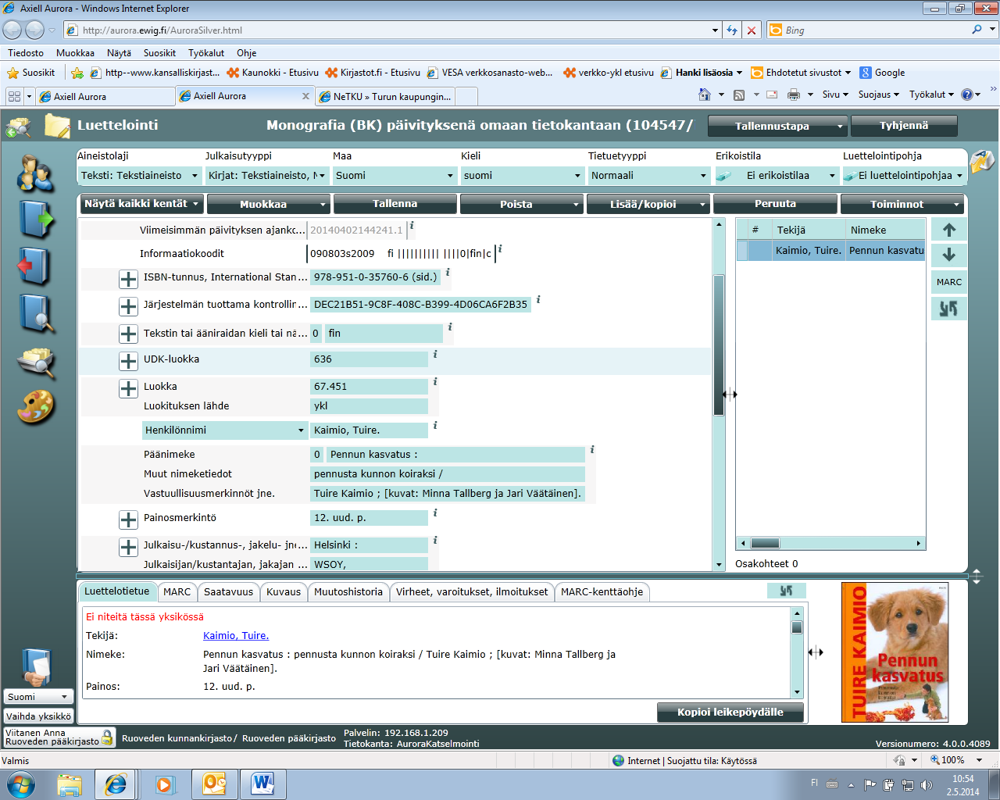 Axiell Aurora - Windows Internet Explorer
http://aurora.ewig.fi/AuroraSilver.html
Bing
Tiedosto Muokkaa Näytä Suosikit Työkalut Ohje
Suosikit http--www.kansalliskirjast... Kaunokki - Etusivu Kirjastot.fi - Etusivu VESA verkkosanasto-web... verkko-ykl etusivu Hanki lisäosia Ehdotetut sivustot Google
Axiell Aurora Axiell Aurora NeTKU » Turun kaupungin... Sivu Suojaus Työkalut
Luettelointi Monografia (BK) päivityksenä omaan tietokantaan (104547/ Tallennustapa Tyhjennä
Aineistolaji Julkaisutyyppi Maa Kieli Tietuetyyppi Erikoistila Luettelointipohja
Teksti: Tekstiaineisto Kirjat: Tekstiaineisto, M Suomi suomi Normaali Ei erikoistilaa Ei luettelointipohjaa
Näytä kaikki kentät Muokkaa Tallenna Poista Lisää/kopioi Peruuta Toiminnot
Viimeisimmän päivityksen ajanko... 20140402144241.1
Informaatiokoodit 090803s2009 fi |||||||||| ||||0|fin|c
ISBN-tunnus, International Stan... 978-951-0-35760-6 (sid.)
Järjestelmän tuottama kontrollin... DEC21B51-9C8F-408C-B399-4D06CA6F2B35
Tekstin tai ääniraidan kieli tai nä... 0 fin
UDK-luokka 636
Luokka 67.451
Luokituksen lähde ykl
Henkilönnimi Kaimio, Tuire.
Päänimeke 0 Pennun kasvatus :
Muut nimeketiedot pennusta kunnon koiraksi /
Vastuullisuusmerkinnöt jne. Tuire Kaimio ; [kuvat: Minna Tallberg ja Jari Väätäinen].
Painosmerkintö 12. uud. p.
Julkaisu-/kustannus-, jakelu- jne... Helsinki :
Julkaisijan/kustantajan, jakajan ... WSOY,
# Tekijä Nimeke
Kaimio, Tuire. Pennun kasvatus
MARC
Osakohteet 0
Luettelotietue MARC Saatavuus Kuvaus Muutoshistoria Virheet, varoitukset, ilmoitukset MARC-kenttäohje
Ei niteitä tässä yksikössä
Tekijä: Kaimio, Tuire.
Nimeke: Pennun kasvatus : pennusta kunnon koiraksi / Tuire Kaimio ; [kuvat: Minna Tallberg ja
Jari Väätäinen].
Painos: 12. uud. p.
Kopioi leikepöydälle
TUIRE KAIMIO
Pennun
kasvatus
Suomi
Vaihda yksikkö
Viitanen Anna
Ruoveden pääkirjasto
Ruoveden kunnankirjasto/ Ruoveden pääkirjasto
Palvelin: 192.168.1.209
Tietokanta: AuroraKatselmointi
Versionumero: 4.0.0.4089
Valmis Internet | Suojattu tila: Käytössä 100%
FI 10:54
2.5.2014